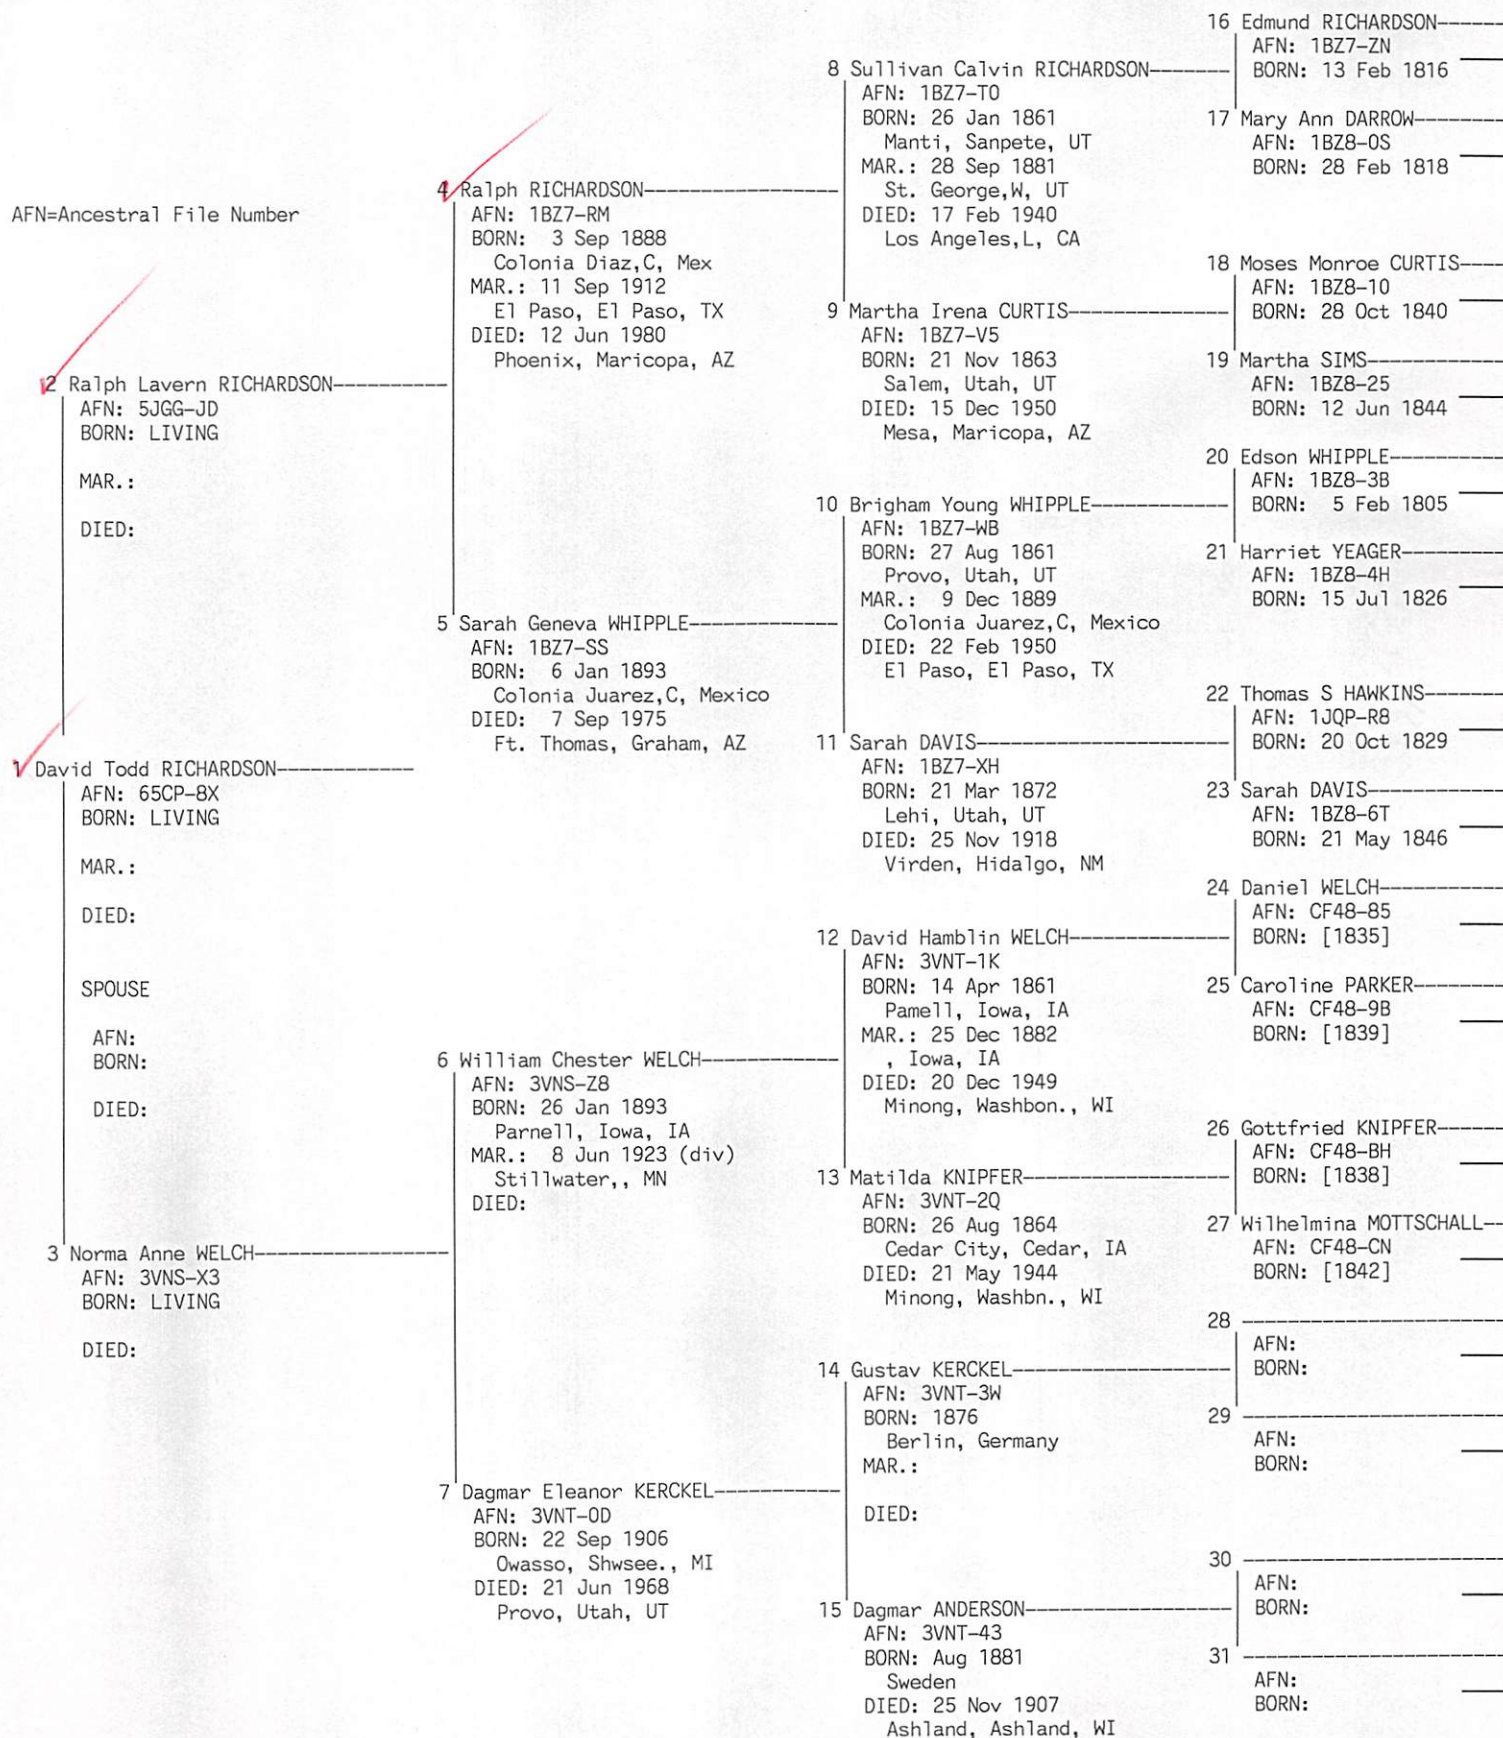 AFN=Ancestral File Number
1 David Todd RICHARDSON
AFN: 65CP-8X
BORN: LIVING
MAR.:
DIED:
SPOUSE
AFN:
BORN:
DIED:
2 Ralph Lavern RICHARDSON
AFN: 5JGG-JD
BORN: LIVING
MAR.:
DIED:
3 Norma Anne WELCH
AFN: 3VNS-X3
BORN: LIVING
DIED:
4 Ralph RICHARDSON
AFN: 1BZ7-RM
BORN: 3 Sep 1888
Colonia Diaz,C, Mex
MAR.: 11 Sep 1912
El Paso, El Paso, TX
DIED: 12 Jun 1980
Phoenix, Maricopa, AZ
5 Sarah Geneva WHIPPLE
AFN: 1BZ7-SS
BORN: 6 Jan 1893
Colonia Juarez,C, Mexico
DIED: 7 Sep 1975
Ft. Thomas, Graham, AZ
6 William Chester WELCH
AFN: 3VNS-Z8
BORN: 26 Jan 1893
Parnell, Iowa, IA
MAR.: 8 Jun 1923 (div)
Stillwater,, MN
DIED:
7 Dagmar Eleanor KERCKEL
AFN: 3VNT-0D
BORN: 22 Sep 1906
Owasso, Shwsee., MI
DIED: 21 Jun 1968
Provo, Utah, UT
8 Sullivan Calvin RICHARDSON
AFN: 1BZ7-T0
BORN: 26 Jan 1861
Manti, Sanpete, UT
MAR.: 28 Sep 1881
St. George,W, UT
DIED: 17 Feb 1940
Los Angeles,L, CA
9 Martha Irena CURTIS
AFN: 1BZ7-V5
BORN: 21 Nov 1863
Salem, Utah, UT
DIED: 15 Dec 1950
Mesa, Maricopa, AZ
10 Brigham Young WHIPPLE
AFN: 1BZ7-WB
BORN: 27 Aug 1861
Provo, Utah, UT
MAR.: 9 Dec 1889
Colonia Juarez,C, Mexico
DIED: 22 Feb 1950
El Paso, El Paso, TX
11 Sarah DAVIS
AFN: 1BZ7-XH
BORN: 21 Mar 1872
Lehi, Utah, UT
DIED: 25 Nov 1918
Virden, Hidalgo, NM
12 David Hamblin WELCH
AFN: 3VNT-1K
BORN: 14 Apr 1861
Pamell, Iowa, IA
MAR.: 25 Dec 1882
, Iowa, IA
DIED: 20 Dec 1949
Minong, Washbon., WI
13 Matilda KNIPFER
AFN: 3VNT-2Q
BORN: 26 Aug 1864
Cedar City, Cedar, IA
DIED: 21 May 1944
Minong, Washbn., WI
14 Gustav KERCKEL
AFN: 3VNT-3W
BORN: 1876
Berlin, Germany
MAR.:
DIED:
15 Dagmar ANDERSON
AFN: 3VNT-43
BORN: Aug 1881
Sweden
DIED: 25 Nov 1907
Ashland, Ashland, WI
16 Edmund RICHARDSON
AFN: 1BZ7-ZN
BORN: 13 Feb 1816
17 Mary Ann DARROW
AFN: 1BZ8-0S
BORN: 28 Feb 1818
18 Moses Monroe CURTIS
AFN: 1BZ8-10
BORN: 28 Oct 1840
19 Martha SIMS
AFN: 1BZ8-25
BORN: 12 Jun 1844
20 Edson WHIPPLE
AFN: 1BZ8-3B
BORN: 5 Feb 1805
21 Harriet YEAGER
AFN: 1BZ8-4H
BORN: 15 Jul 1826
22 Thomas S HAWKINS
AFN: 1JQP-R8
BORN: 20 Oct 1829
23 Sarah DAVIS
AFN: 1BZ8-6T
BORN: 21 May 1846
24 Daniel WELCH
AFN: CF48-85
BORN: [1835]
25 Caroline PARKER
AFN: CF48-9B
BORN: [1839]
26 Gottfried KNIPFER
AFN: CF48-BH
BORN: [1838]
27 Wilhelmina MOTTSCHALL
AFN: CF48-CN
BORN: [1842]
28
AFN:
BORN:
29
AFN:
BORN:
30
AFN:
BORN:
31
AFN:
BORN: